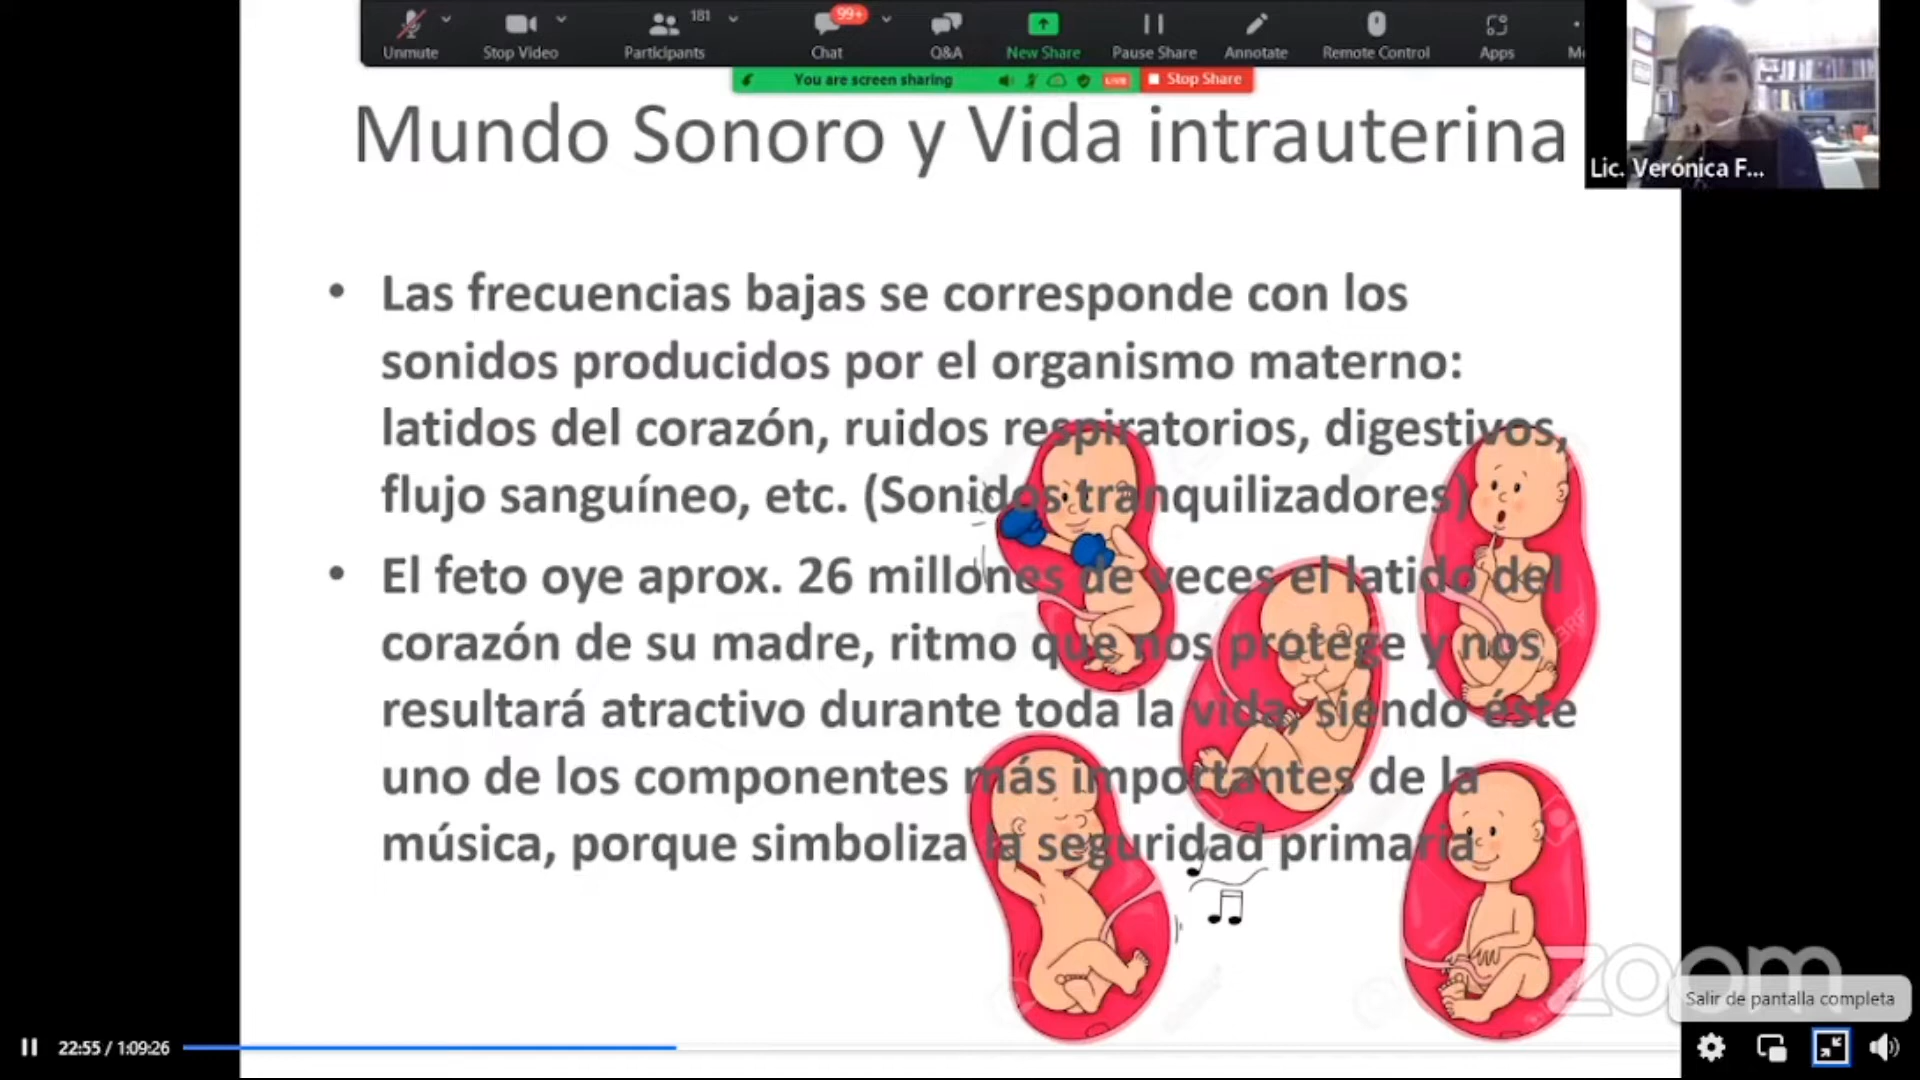 Unmute
Stop Video
181
Participants
99+
Chat
Q&A
New Share
Pause Share
Annotate
Remote Control
Apps
You are screen sharing
LIVE
Stop Share
Lic. Verónica F...
Mundo Sonoro y Vida intrauterina
• Las frecuencias bajas se corresponde con los
sonidos producidos por el organismo materno:
latidos del corazón, ruidos respiratorios, digestivos,
flujo sanguíneo, etc. (Sonidos tranquilizadores)
• El feto oye aprox. 26 millones de veces el latido del
corazón de su madre, ritmo que nos protege y nos
resultará atractivo durante toda la vida, siendo éste
uno de los componentes más importantes de la
música, porque simboliza la seguridad primaria
zoom
Salir de pantalla completa
22:55 / 1:09:26